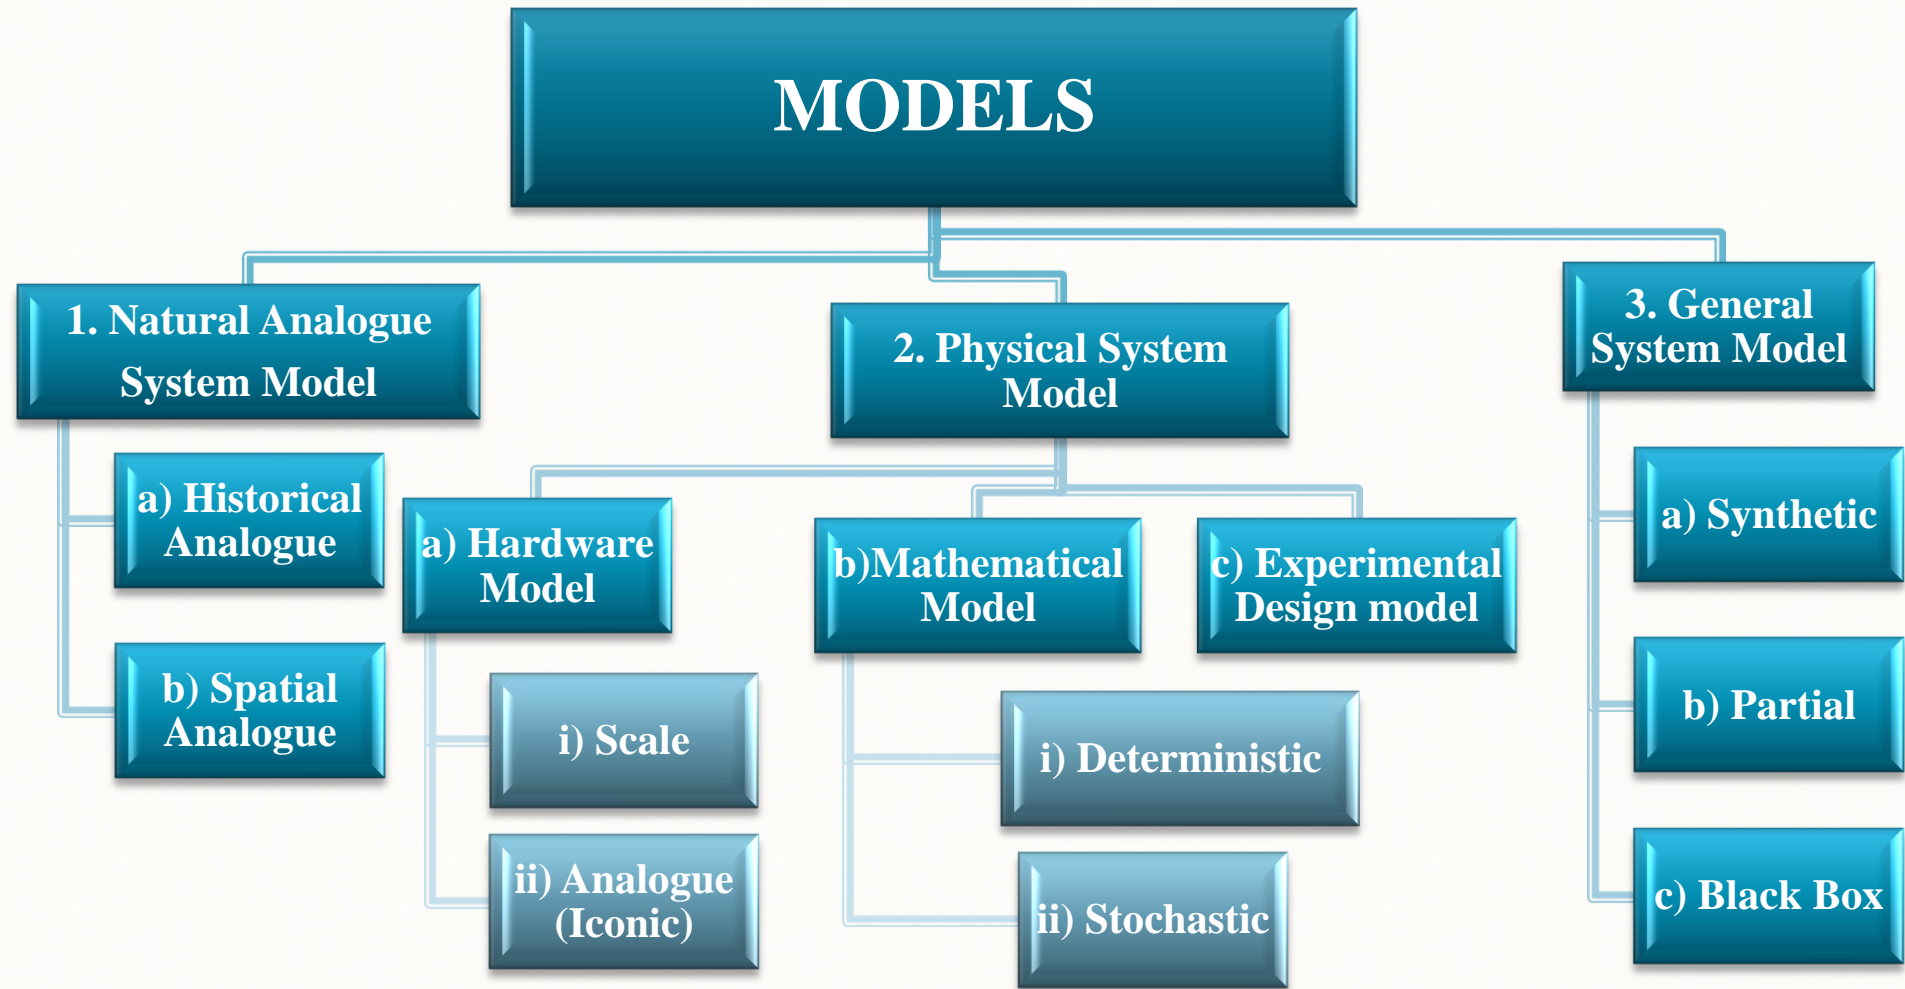 MODELS
1. Natural Analogue
System Model
a) Historical
Analogue
b) Spatial
Analogue
2. Physical System
Model
a) Hardware
Model
i) Scale
ii) Analogue
(Iconic)
b)Mathematical
Model
i) Deterministic
ii) Stochastic
c) Experimental
Design model
3. General
System Model
a) Synthetic
b) Partial
c) Black Box